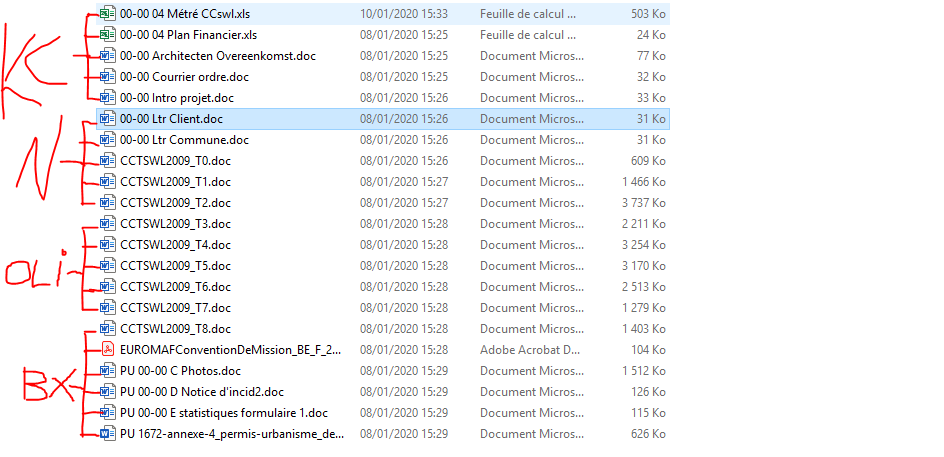 00-00 04 Métré CCswl.xls 10/01/2020 15:33 Feuille de calcul ... 503 Ko
00-00 04 Plan Financier.xls 08/01/2020 15:25 Feuille de calcul ... 24 Ko
KC 00-00 Architecten Overeenkomst.doc 08/01/2020 15:25 Document Micros... 77 Ko
00-00 Courrier ordre.doc 08/01/2020 15:25 Document Micros... 32 Ko
00-00 Intro projet.doc 08/01/2020 15:26 Document Micros... 33 Ko
00-00 Ltr Client.doc 08/01/2020 15:26 Document Micros... 31 Ko
00-00 Ltr Commune.doc 08/01/2020 15:26 Document Micros... 31 Ko
N CCTSWL2009_T0.doc 08/01/2020 15:26 Document Micros... 609 Ko
CCTSWL2009_T1.doc 08/01/2020 15:27 Document Micros... 1 466 Ko
CCTSWL2009_T2.doc 08/01/2020 15:27 Document Micros... 3 737 Ko
CCTSWL2009_T3.doc 08/01/2020 15:28 Document Micros... 2 211 Ko
CCTSWL2009_T4.doc 08/01/2020 15:28 Document Micros... 3 254 Ko
OLi CCTSWL2009_T5.doc 08/01/2020 15:28 Document Micros... 3 170 Ko
CCTSWL2009_T6.doc 08/01/2020 15:28 Document Micros... 2 513 Ko
CCTSWL2009_T7.doc 08/01/2020 15:28 Document Micros... 1 279 Ko
CCTSWL2009_T8.doc 08/01/2020 15:28 Document Micros... 1 403 Ko
EUROMAFConventionDeMission_BE_F_2... 08/01/2020 15:28 Adobe Acrobat D... 104 Ko
PU 00-00 C Photos.doc 08/01/2020 15:29 Document Micros... 1 512 Ko
BX PU 00-00 D Notice d'incid2.doc 08/01/2020 15:29 Document Micros... 126 Ko
PU 00-00 E statistiques formulaire 1.doc 08/01/2020 15:29 Document Micros... 115 Ko
PU 1672-annexe-4_permis-urbanisme_de... 08/01/2020 15:29 Document Micros... 626 Ko